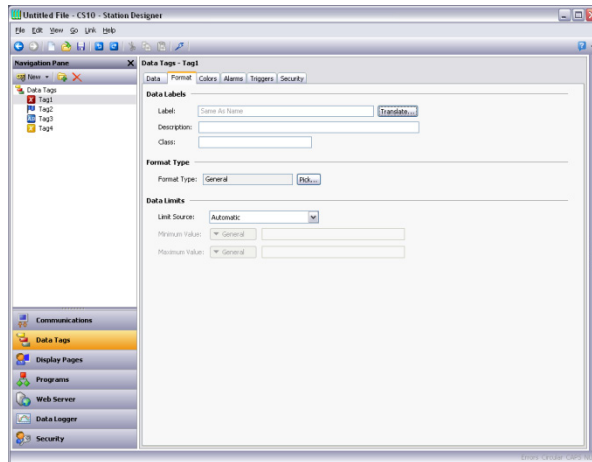 Untitled File - CS10 - Station Designer
File Edit View Go Link Help
Navigation Pane X
New
Data Tags
Tag1
Tag2
Tag3
Tag4
Communications
Data Tags
Display Pages
Programs
Web Server
Data Logger
Security
Data Tags - Tag1
Data Format Colors Alarms Triggers Security
Data Labels
Label: Same As Name Translate...
Description:
Class:
Format Type
Format Type: General Pick...
Data Limits
Limit Source: Automatic
Minimum Value: General
Maximum Value: General
Errors Circular